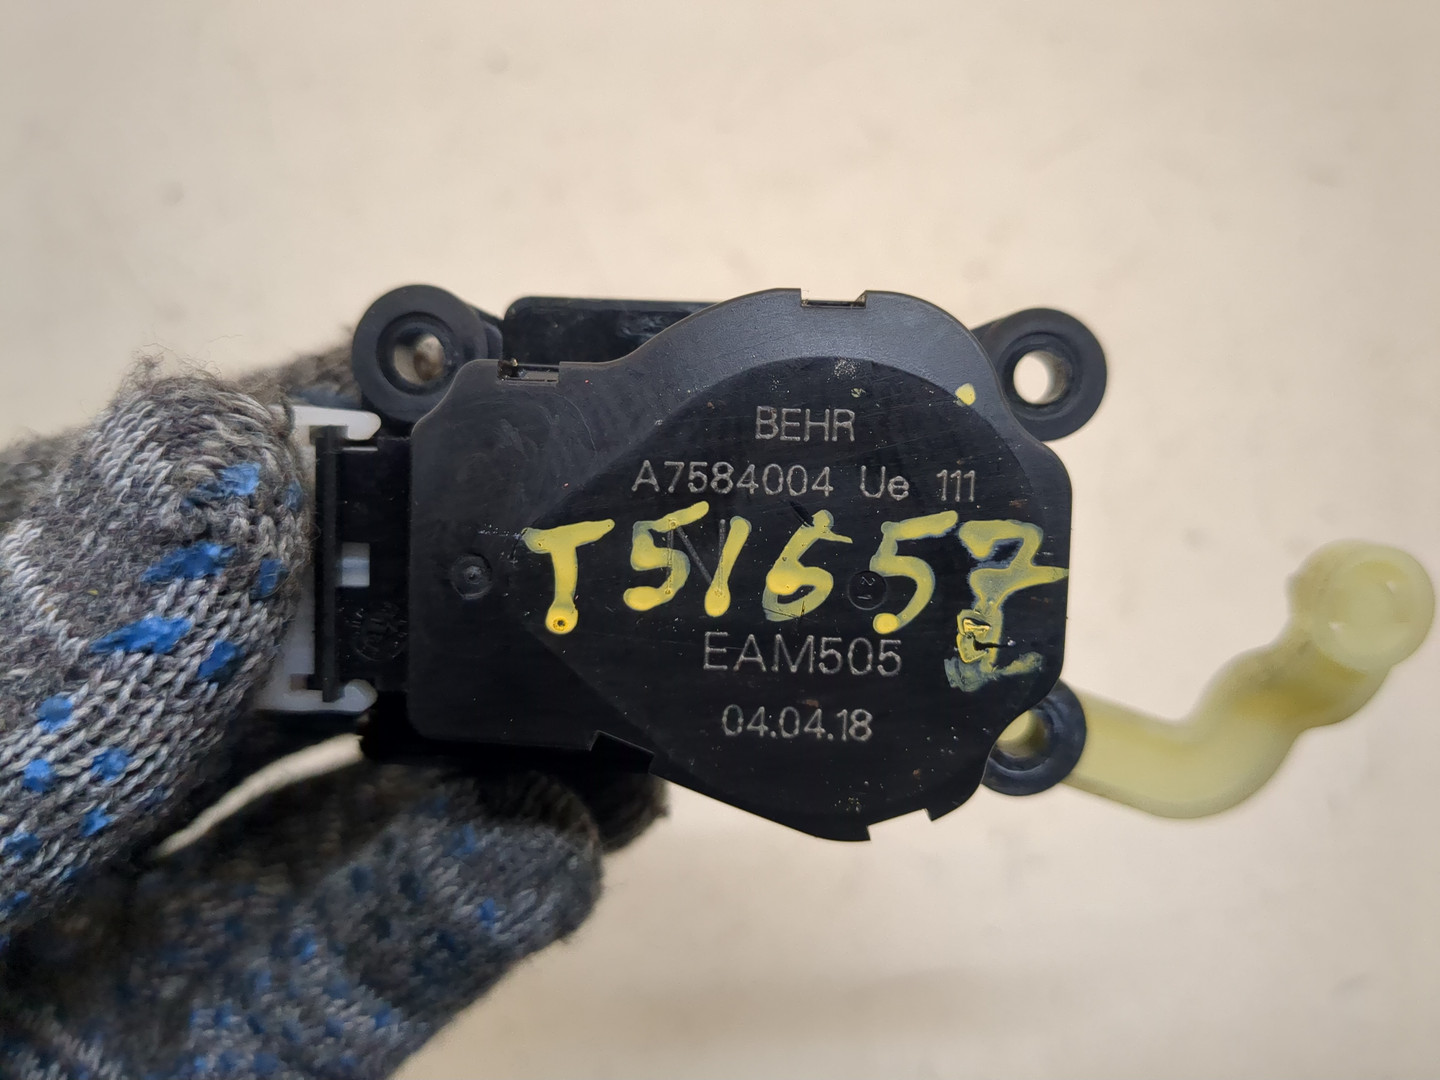 BEHR
A7584004 Ue 111
T51657
EAM505
04.04.18